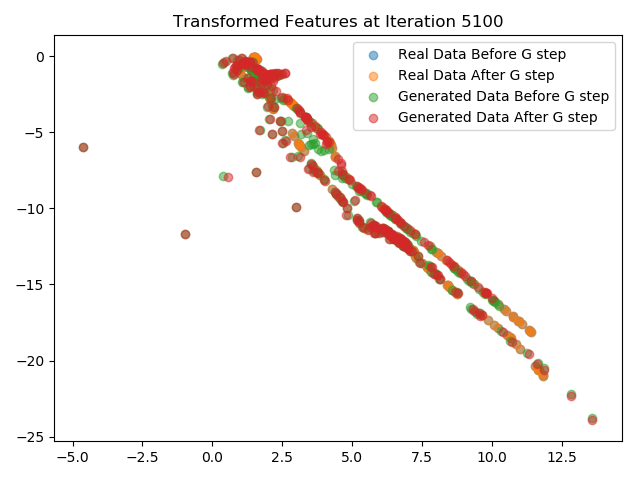 Transformed Features at Iteration 5100
Real Data Before G step
Real Data After G step
Generated Data Before G step
Generated Data After G step
0
−5
−10
−15
−20
−25
−5.0 −2.5 0.0 2.5 5.0 7.5 10.0 12.5